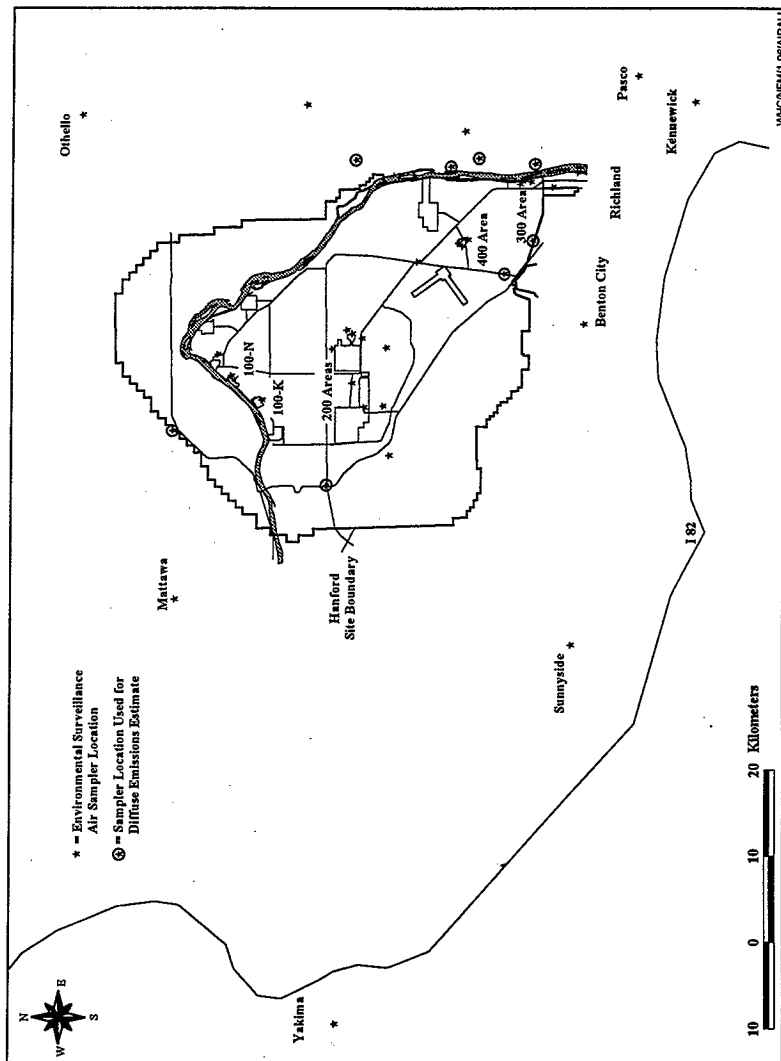 N
W
E
S
Yakima
* = Environmental Surveillance
Air Sampler Location
= Sampler Location Used for
Diffuse Emissions Estimate
Mattawa
Othello
100-N
100-K
200 Areas
Hanford
Site Boundary
400 Area
300 Area
Sunnyside
Benton City
Richland
Pasco
Kennewick
I 82
10 0 10 20 Kilometers